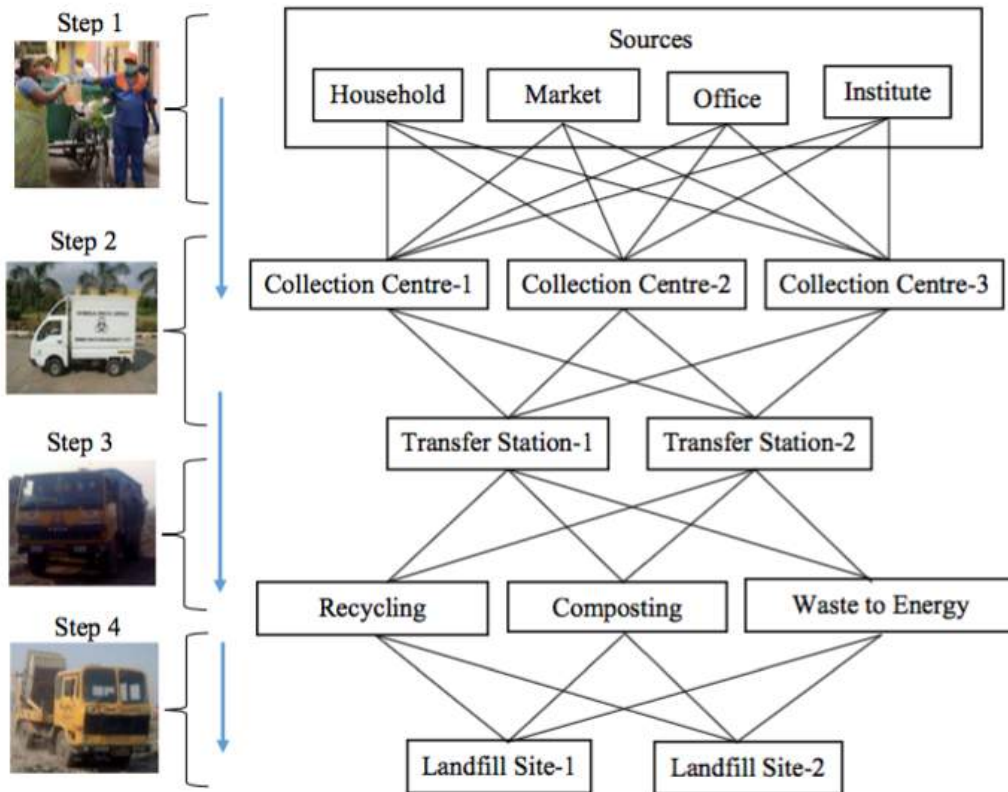 Step 1
Sources
Household
Market
Office
Institute
Step 2
Collection Centre-1
Collection Centre-2
Collection Centre-3
Step 3
Transfer Station-1
Transfer Station-2
Recycling
Composting
Waste to Energy
Step 4
Landfill Site-1
Landfill Site-2